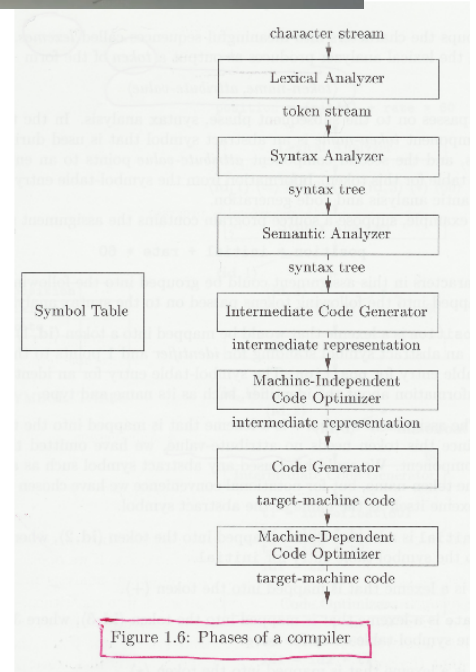 character stream
Lexical Analyzer
token stream
Syntax Analyzer
syntax tree
Semantic Analyzer
syntax tree
Symbol Table
Intermediate Code Generator
intermediate representation
Machine-Independent
Code Optimizer
intermediate representation
Code Generator
target-machine code
Machine-Dependent
Code Optimizer
target-machine code
Figure 1.6: Phases of a compiler